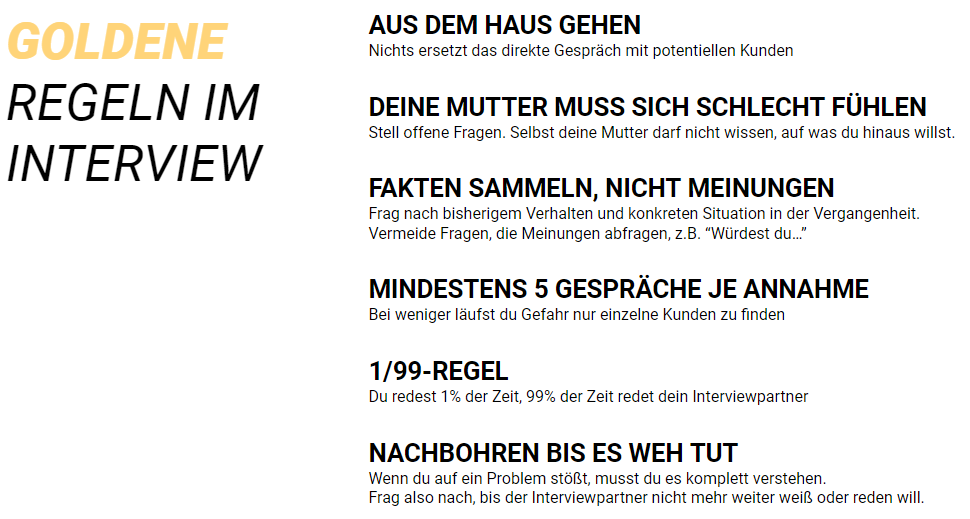 GOLDENE
REGELN IM
INTERVIEW
AUS DEM HAUS GEHEN
Nichts ersetzt das direkte Gespräch mit potentiellen Kunden
DEINE MUTTER MUSS SICH SCHLECHT FÜHLEN
Stell offene Fragen. Selbst deine Mutter darf nicht wissen, auf was du hinaus willst.
FAKTEN SAMMELN, NICHT MEINUNGEN
Frag nach bisherigem Verhalten und konkreten Situation in der Vergangenheit.
Vermeide Fragen, die Meinungen abfragen, z.B. “Würdest du…”
MINDESTENS 5 GESPRÄCHE JE ANNAHME
Bei weniger läufst du Gefahr nur einzelne Kunden zu finden
1/99-REGEL
Du redest 1% der Zeit, 99% der Zeit redet dein Interviewpartner
NACHBOHREN BIS ES WEH TUT
Wenn du auf ein Problem stößt, musst du es komplett verstehen.
Frag also nach, bis der Interviewpartner nicht mehr weiter weiß oder reden will.